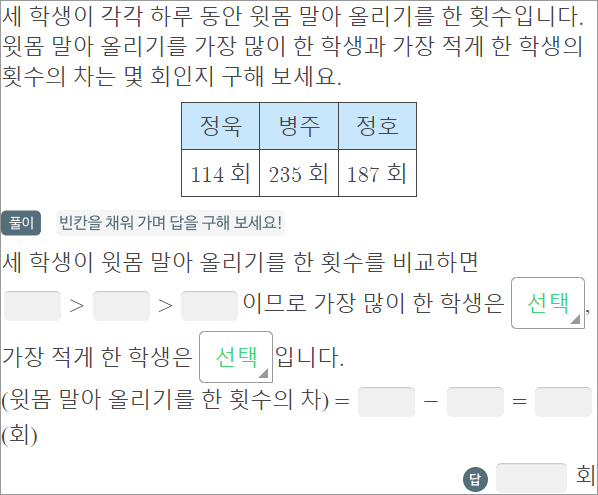 세 학생이 각각 하루 동안 윗몸 말아 올리기를 한 횟수입니다.
윗몸 말아 올리기를 가장 많이 한 학생과 가장 적게 한 학생의
횟수의 차는 몇 회인지 구해 보세요.
정욱 병주 정호
114 회 235 회 187 회
풀이 빈칸을 채워 가며 답을 구해 보세요!
세 학생이 윗몸 말아 올리기를 한 횟수를 비교하면
> > 이므로 가장 많이 한 학생은 선택,
가장 적게 한 학생은 선택 입니다.
(윗몸 말아 올리기를 한 횟수의 차) = − =
(회)
답 회